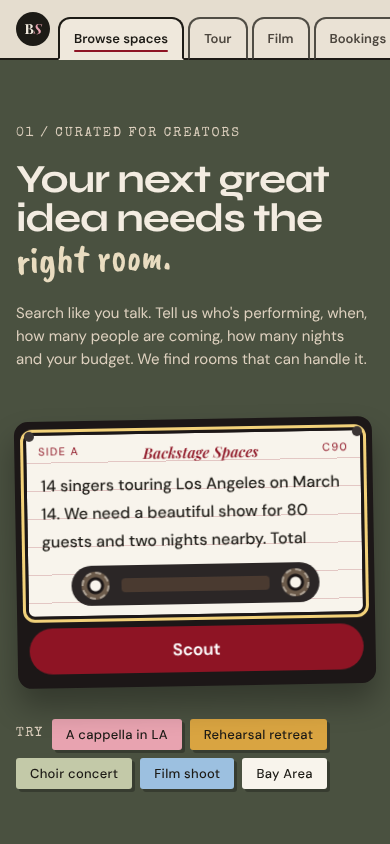 BS
Browse spaces
Tour
Film
Bookings
01 / CURATED FOR CREATORS
Your next great
idea needs the
right room.
Search like you talk. Tell us who's performing, when,
how many people are coming, how many nights
and your budget. We find rooms that can handle it.
SIDE A
Backstage Spaces
C90
14 singers touring Los Angeles on March
14. We need a beautiful show for 80
guests and two nights nearby. Total
Scout
TRY
A cappella in LA
Rehearsal retreat
Choir concert
Film shoot
Bay Area